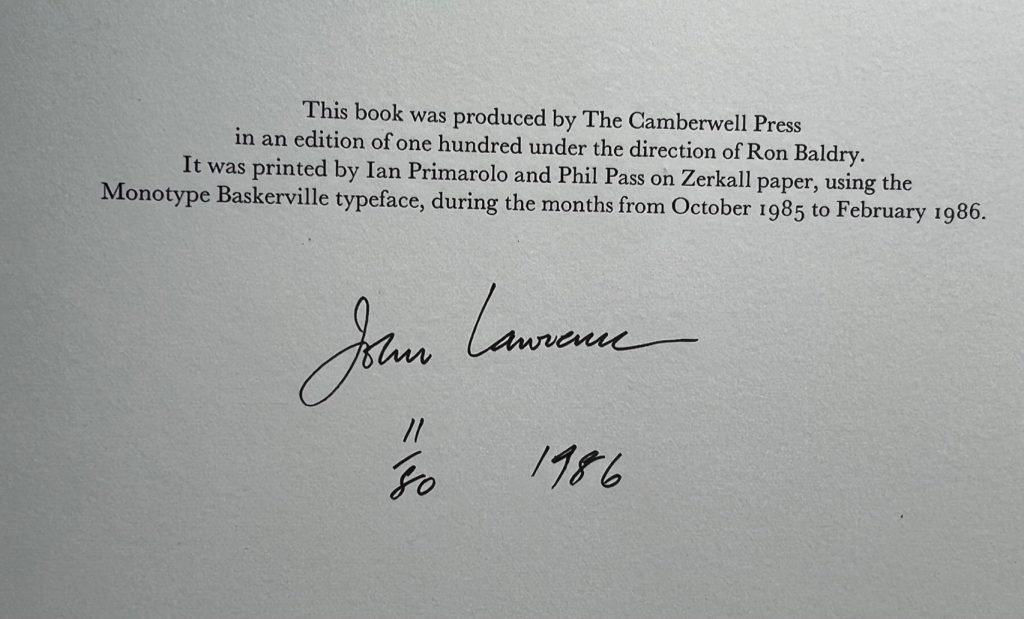 This book was produced by The Camberwell Press
in an edition of one hundred under the direction of Ron Baldry.
It was printed by Ian Primarolo and Phil Pass on Zerkall paper, using the
Monotype Baskerville typeface, during the months from October 1985 to February 1986.
John Lawrence
11
/80 1986